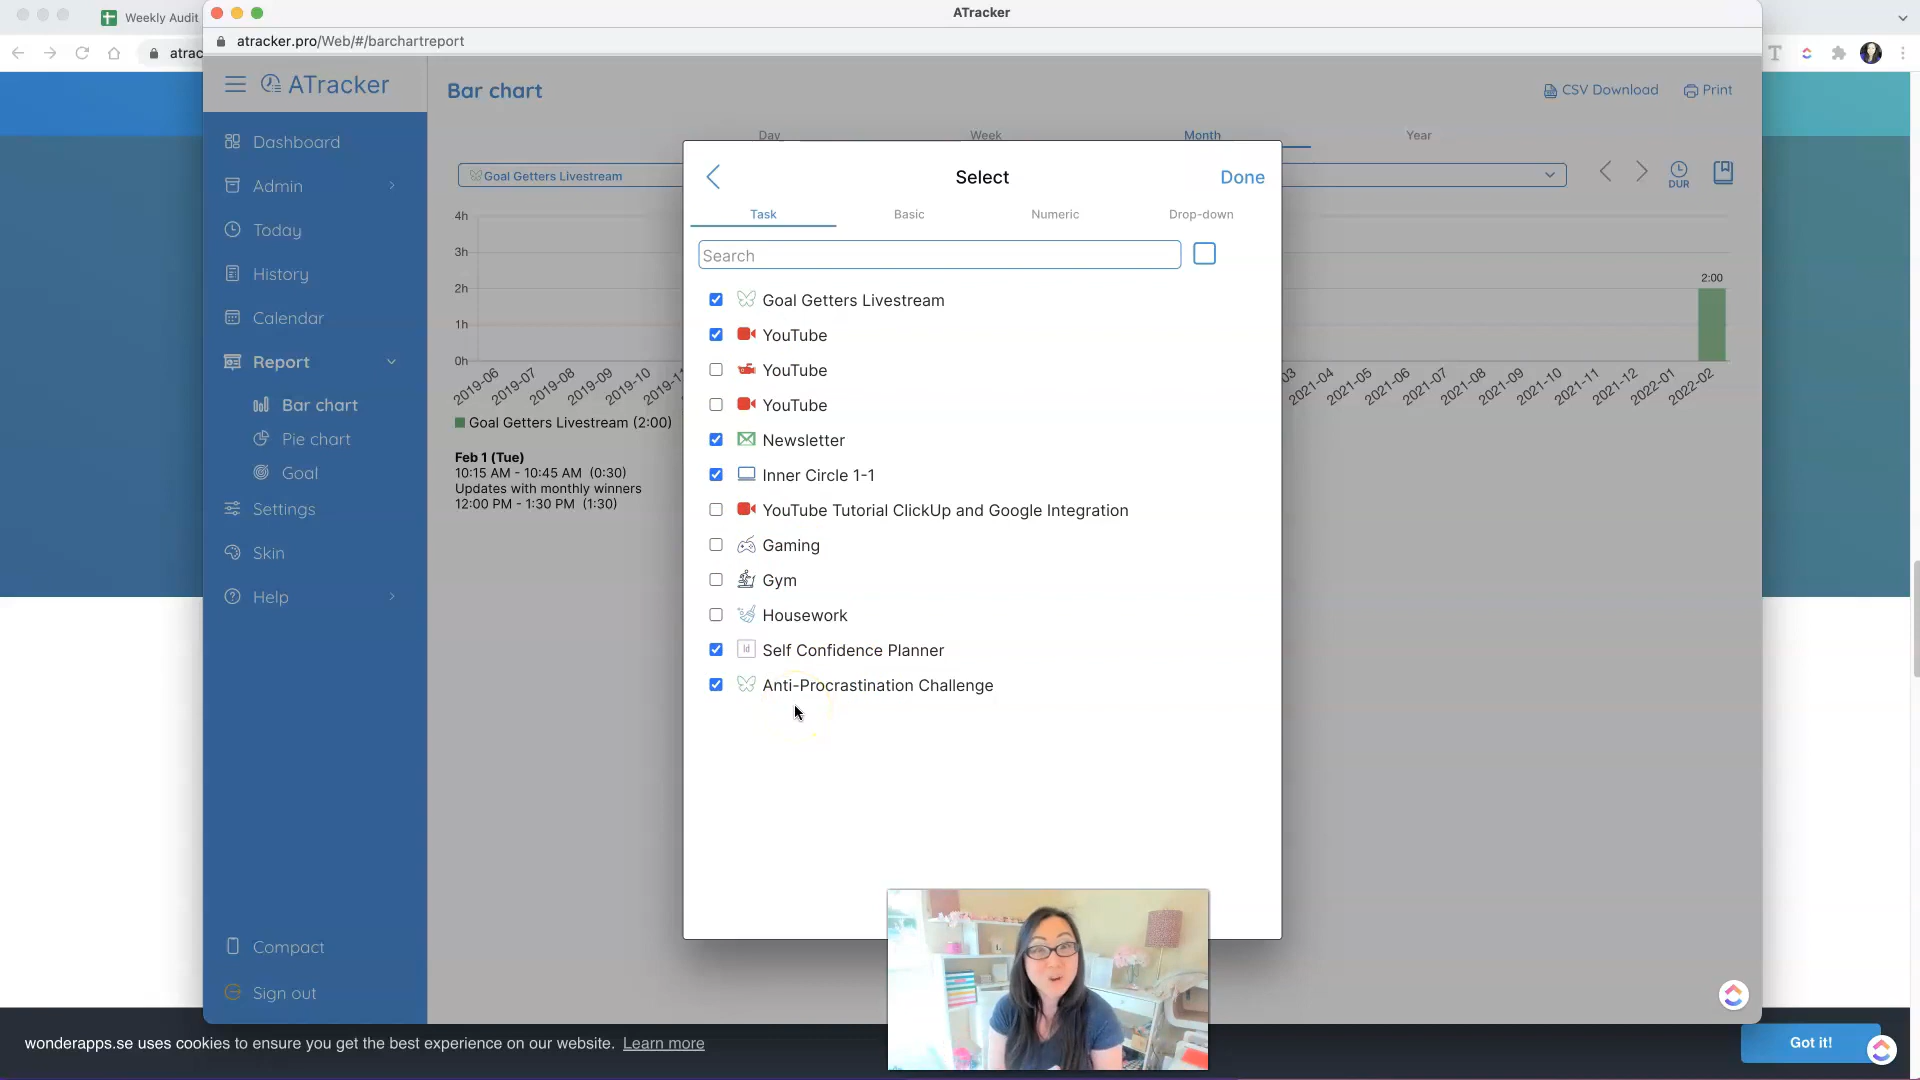 Weekly Audit
ATracker
atrac
atracker.pro/Web/#/barchartreport
ATracker
Bar chart
CSV Download
Print
Day
Week
Month
Year
Goal Getters Livestream
DUR
Dashboard
Admin
Today
History
Calendar
Report
Bar chart
Pie chart
Goal
Settings
Skin
Help
Compact
Sign out
4h
3h
2h
1h
0h
2:00
2019-06
2019-07
2019-08
2019-09
2019-10
2019-11
03
2021-04
2021-05
2021-06
2021-07
2021-08
2021-09
2021-10
2021-11
2021-12
2022-01
2022-02
Goal Getters Livestream (2:00)
Feb 1 (Tue)
10:15 AM - 10:45 AM (0:30)
Updates with monthly winners
12:00 PM - 1:30 PM (1:30)
Select
Done
Task
Basic
Numeric
Drop-down
Search
Goal Getters Livestream
YouTube
YouTube
YouTube
Newsletter
Inner Circle 1-1
YouTube Tutorial ClickUp and Google Integration
Gaming
Gym
Housework
Id
Self Confidence Planner
Anti-Procrastination Challenge
wonderapps.se uses cookies to ensure you get the best experience on our website. Learn more
Got it!